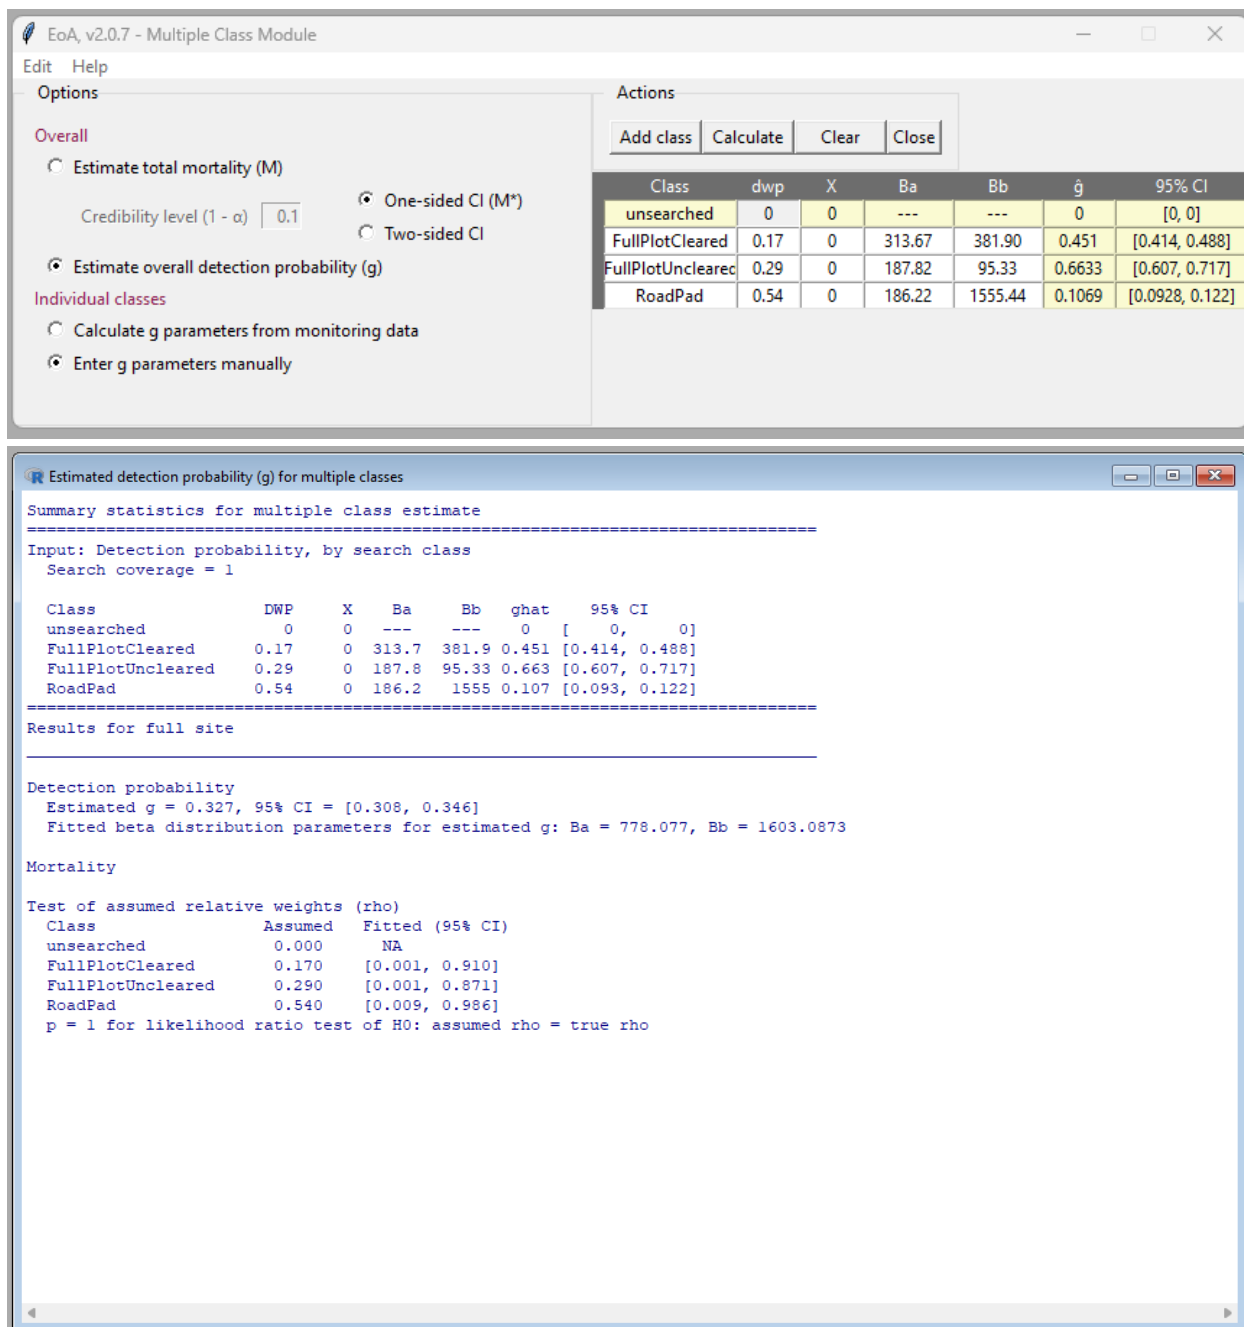 EoA, v2.0.7 - Multiple Class Module
Edit Help
Options
Overall
Estimate total mortality (M)
Credibility level (1 - α) 0.1
One-sided CI (M*)
Two-sided CI
Estimate overall detection probability (g)
Individual classes
Calculate g parameters from monitoring data
Enter g parameters manually
Actions
Add class Calculate Clear Close
Class dwp X Ba Bb ĝ 95% CI
unsearched 0 0 --- --- 0 [0, 0]
FullPlotCleared 0.17 0 313.67 381.90 0.451 [0.414, 0.488]
FullPlotUncleared 0.29 0 187.82 95.33 0.6633 [0.607, 0.717]
RoadPad 0.54 0 186.22 1555.44 0.1069 [0.0928, 0.122]
R Estimated detection probability (g) for multiple classes
Summary statistics for multiple class estimate
================================================================================
Input: Detection probability, by search class
Search coverage = 1
Class DWP X Ba Bb ghat 95% CI
unsearched 0 0 --- --- 0 [ 0, 0]
FullPlotCleared 0.17 0 313.7 381.9 0.451 [0.414, 0.488]
FullPlotUncleared 0.29 0 187.8 95.33 0.663 [0.607, 0.717]
RoadPad 0.54 0 186.2 1555 0.107 [0.093, 0.122]
================================================================================
Results for full site
________________________________________________________________________________
Detection probability
Estimated g = 0.327, 95% CI = [0.308, 0.346]
Fitted beta distribution parameters for estimated g: Ba = 778.077, Bb = 1603.0873
Mortality
Test of assumed relative weights (rho)
Class Assumed Fitted (95% CI)
unsearched 0.000 NA
FullPlotCleared 0.170 [0.001, 0.910]
FullPlotUncleared 0.290 [0.001, 0.871]
RoadPad 0.540 [0.009, 0.986]
p = 1 for likelihood ratio test of H0: assumed rho = true rho